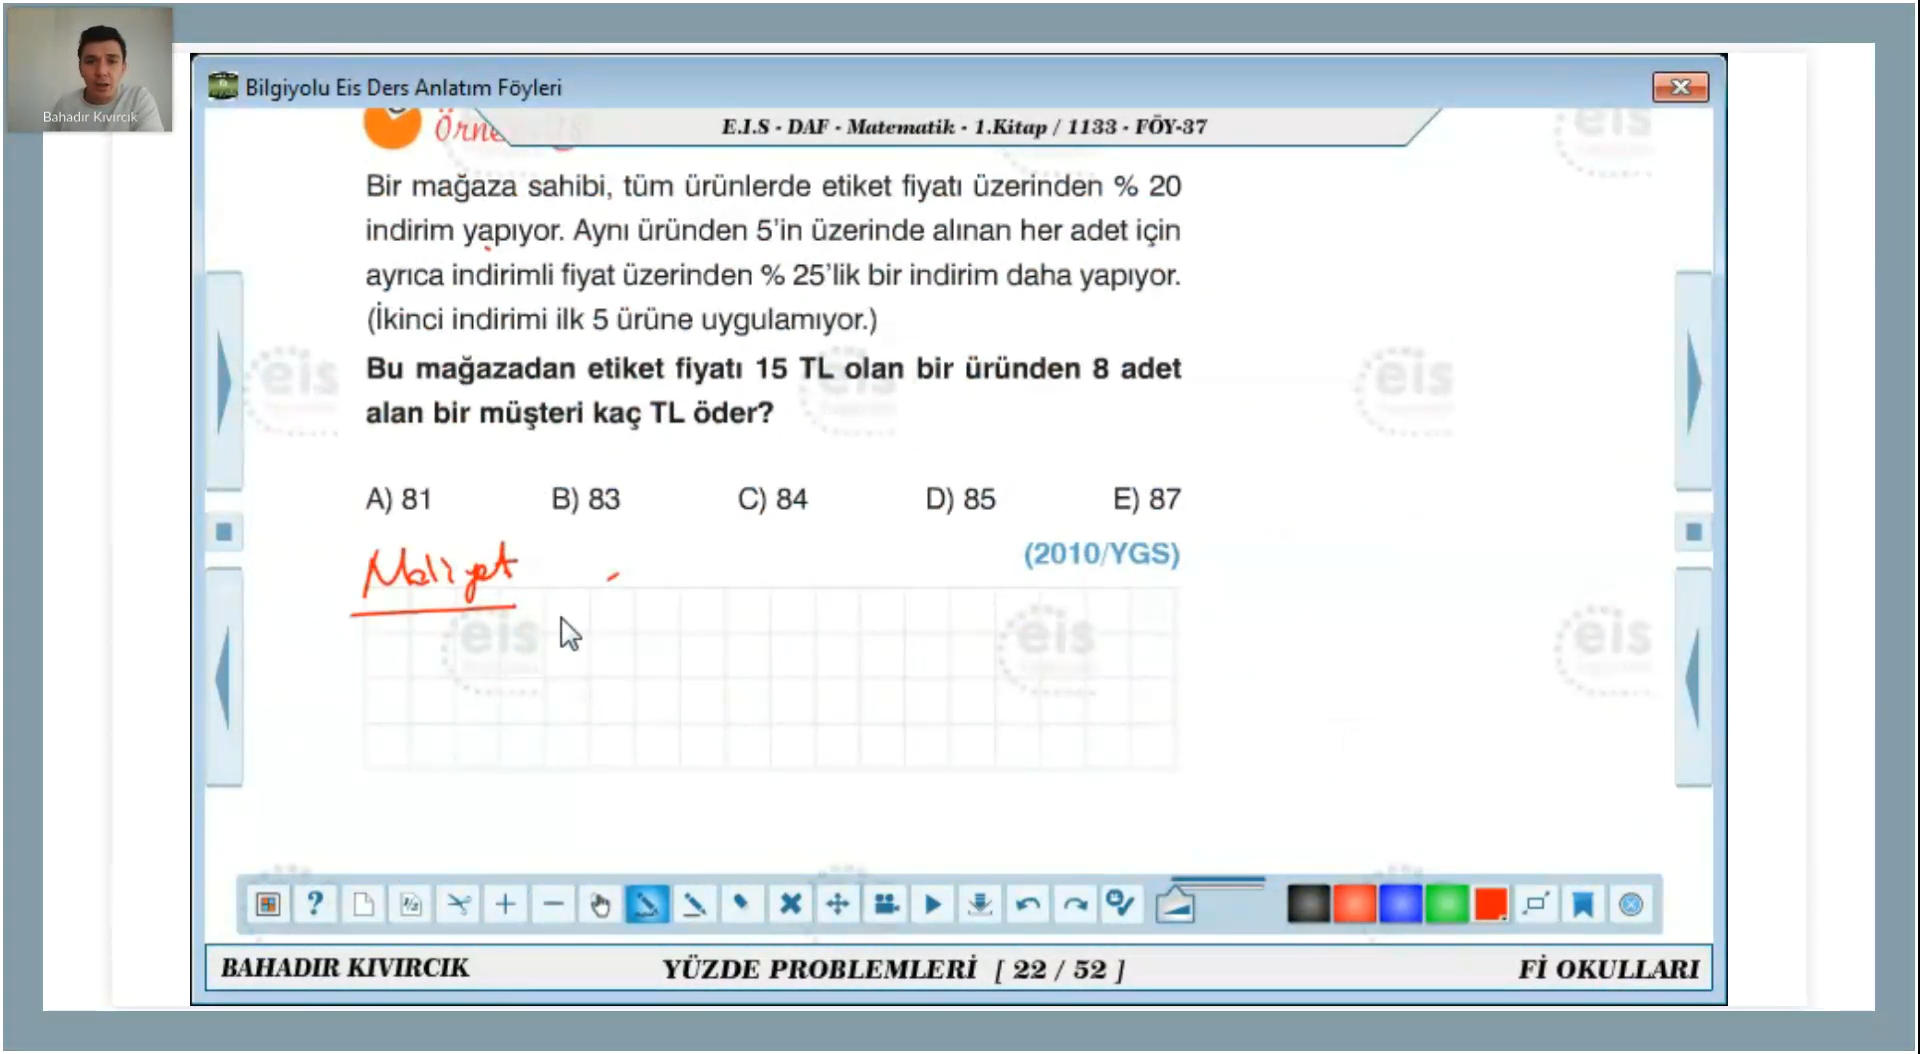 Bahadır Kıvırcık
Bilgiyolu Eis Ders Anlatım Föyleri
E.I.S - DAF - Matematik - 1.Kitap / 1133 - FÖY-37
Bir mağaza sahibi, tüm ürünlerde etiket fiyatı üzerinden % 20
indirim yapıyor. Aynı üründen 5'in üzerinde alınan her adet için
ayrıca indirimli fiyat üzerinden % 25'lik bir indirim daha yapıyor.
(İkinci indirimi ilk 5 ürüne uygulamıyor.)
Bu mağazadan etiket fiyatı 15 TL olan bir üründen 8 adet
alan bir müşteri kaç TL öder?
A) 81 B) 83 C) 84 D) 85 E) 87
(2010/YGS)
Maliyet
eis
BAHADIR KIVIRCIK YÜZDE PROBLEMLERİ [ 22 / 52 ] Fİ OKULLARI